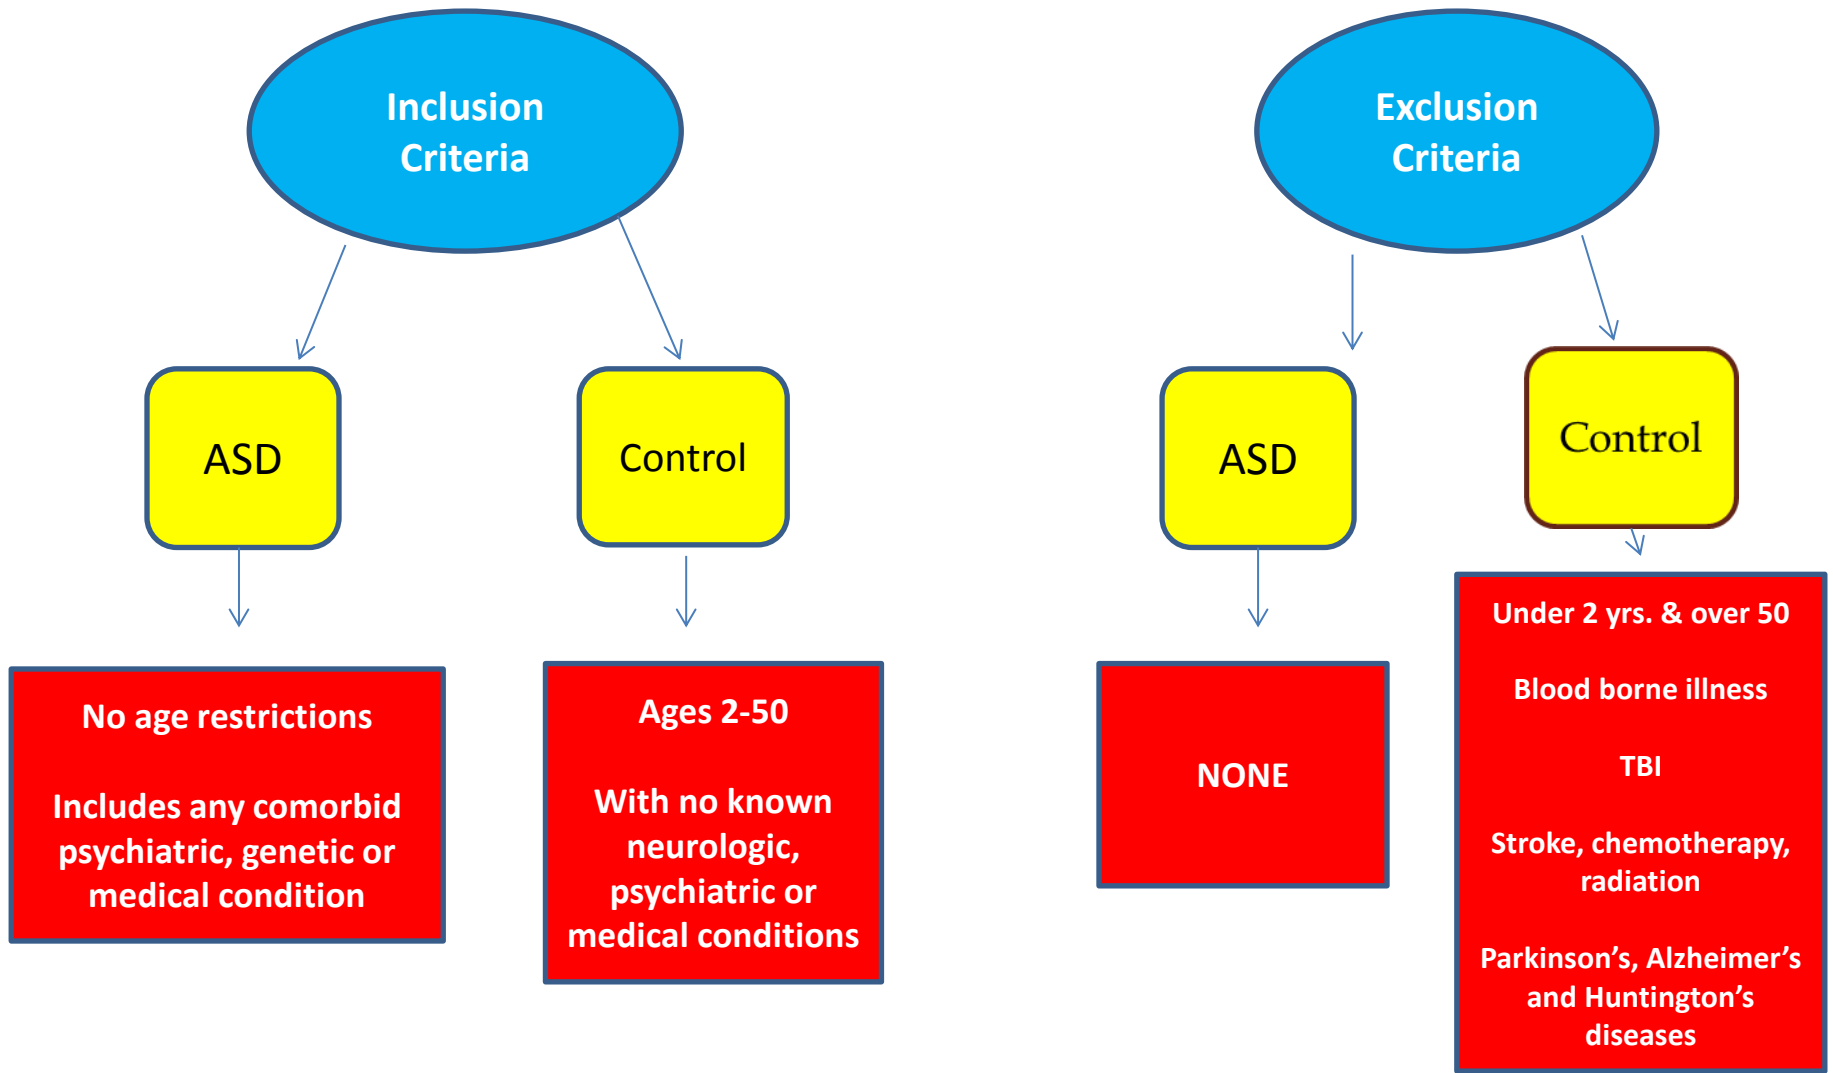 Inclusion
Criteria
Exclusion
Criteria
ASD
Control
ASD
Control
No age restrictions
Includes any comorbid
psychiatric, genetic or
medical condition
Ages 2-50
With no known
neurologic,
psychiatric or
medical conditions
NONE
Under 2 yrs. & over 50
Blood borne illness
TBI
Stroke, chemotherapy,
radiation
Parkinson’s, Alzheimer’s
and Huntington’s
diseases